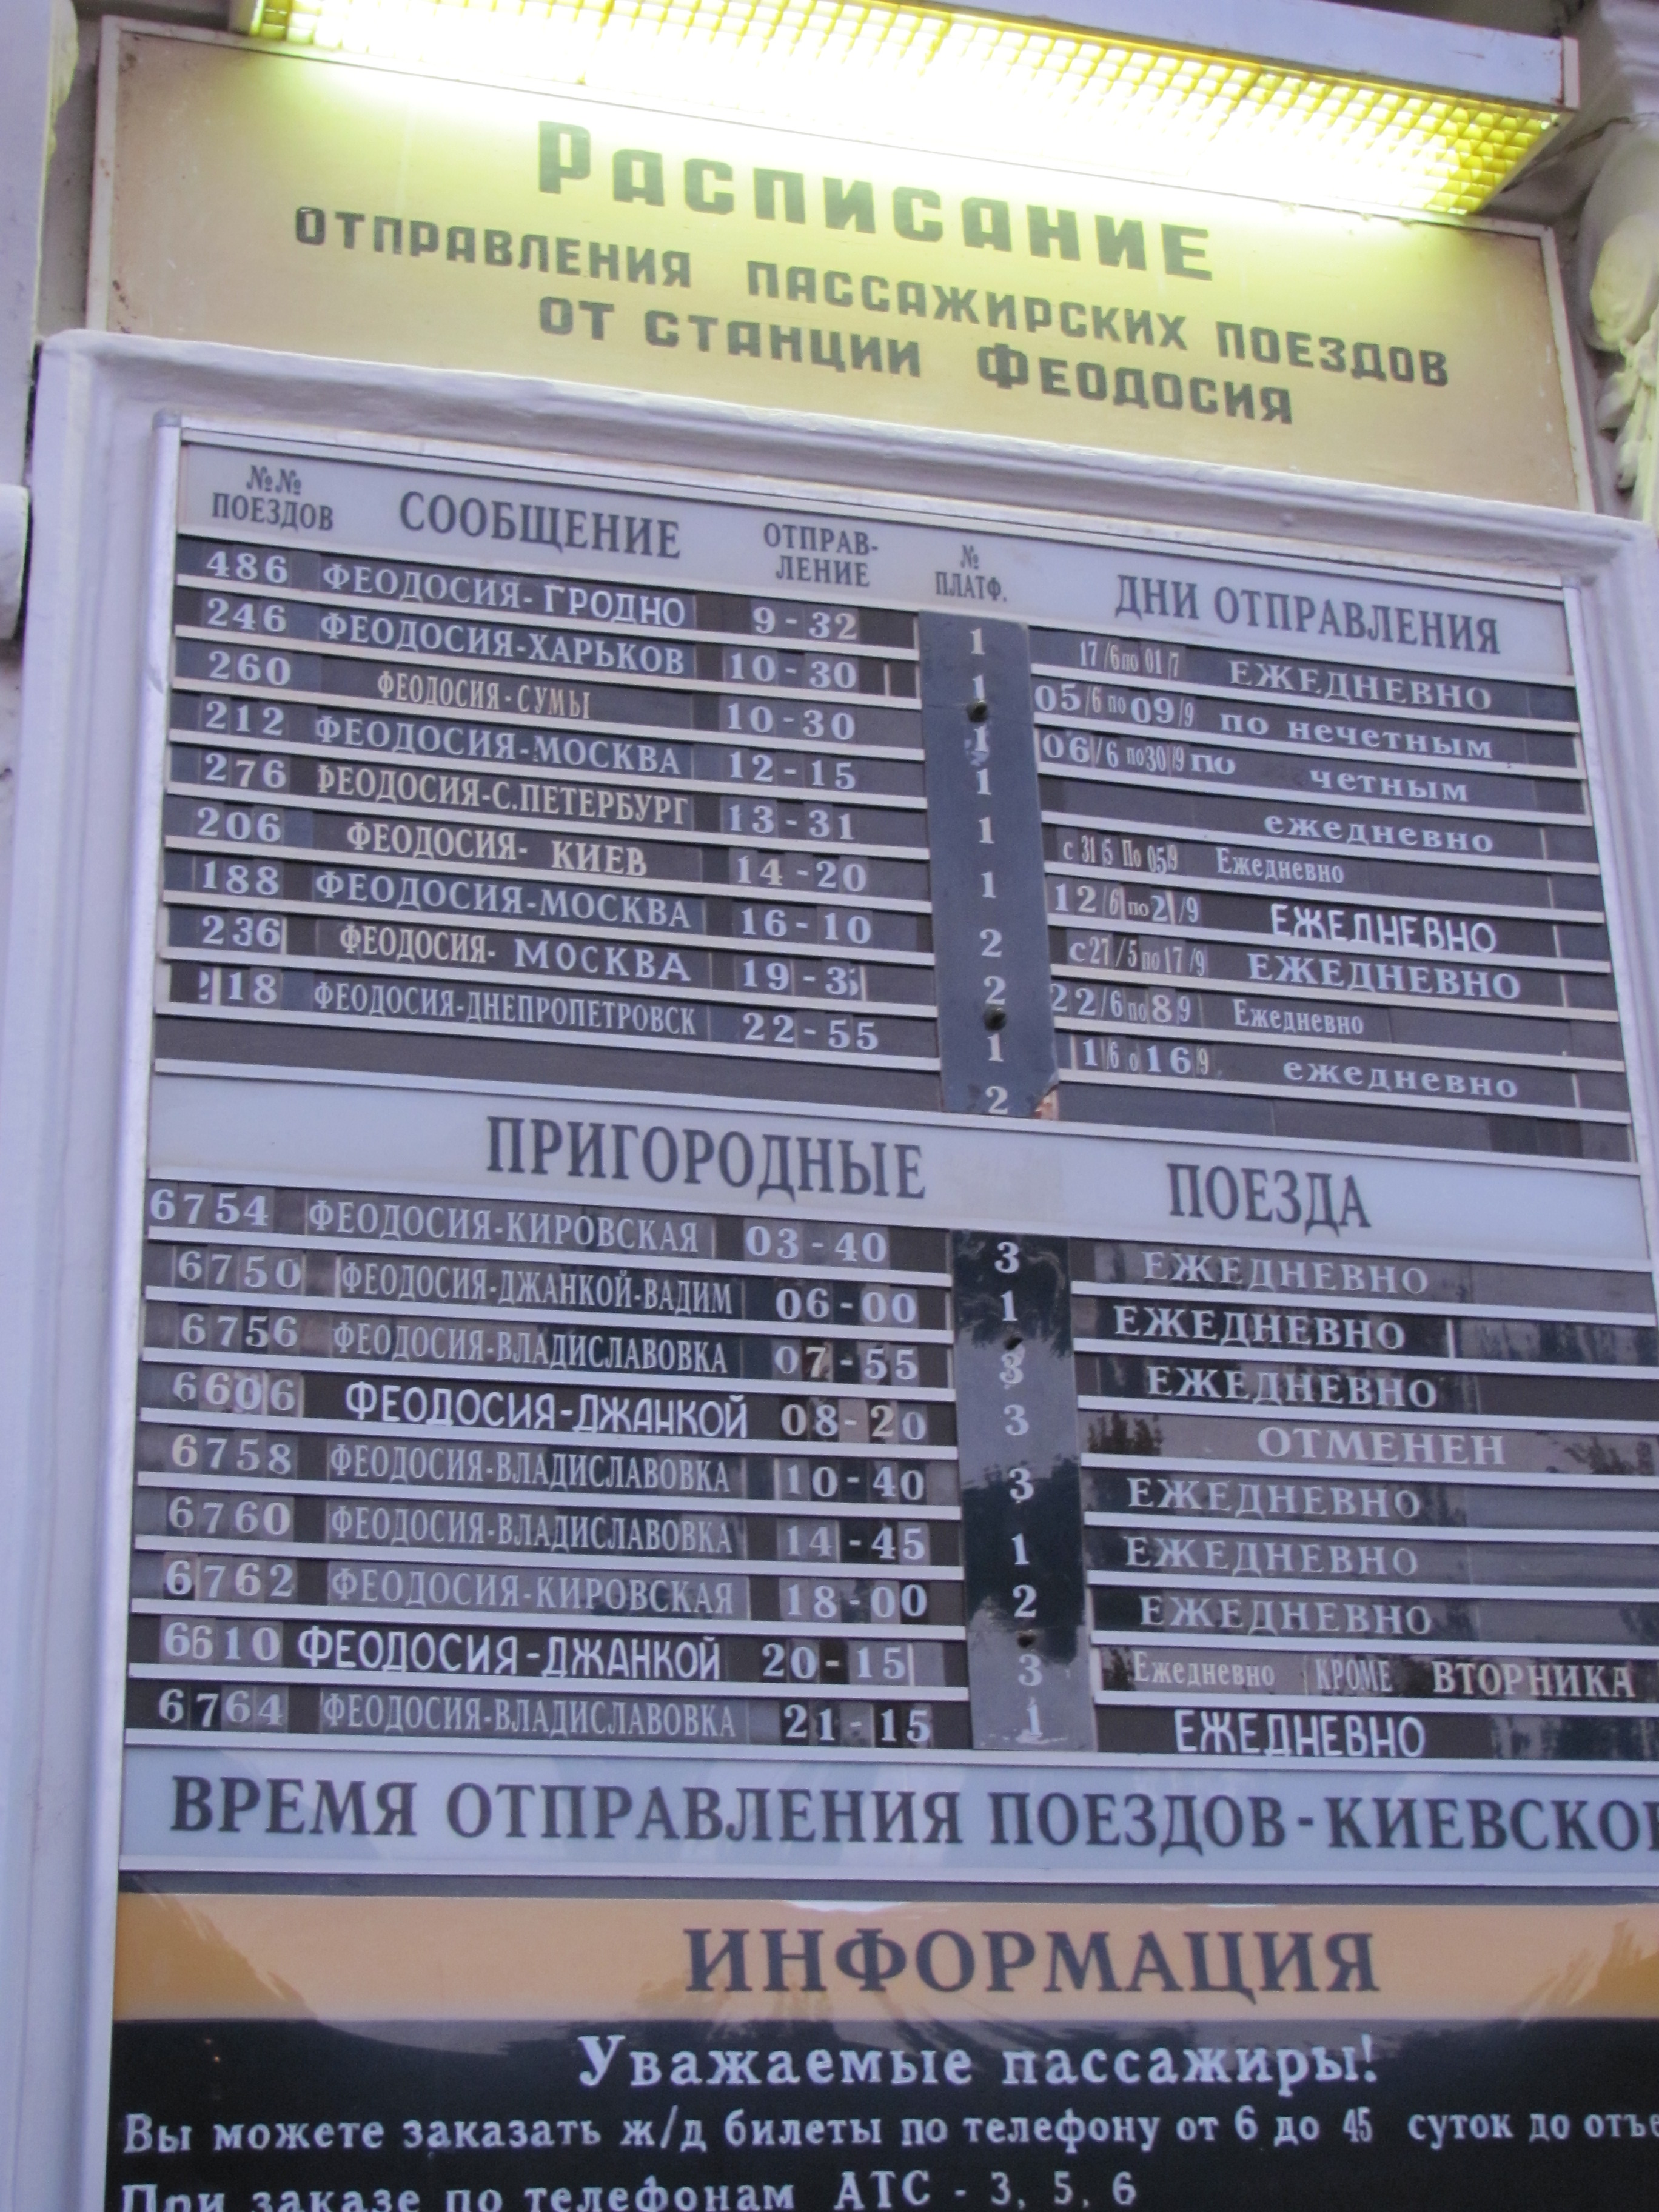 Расписание
отправления пассажирских поездов
от станции Феодосия
№№ ПОЕЗДОВ СООБЩЕНИЕ ОТПРАВ- ЛЕНИЕ № ПЛАТФ. ДНИ ОТПРАВЛЕНИЯ
486 ФЕОДОСИЯ-ГРОДНО 9-32 1 17/6 по 01/7 ЕЖЕДНЕВНО
246 ФЕОДОСИЯ-ХАРЬКОВ 10-30 1 05/6 по 09/9 по нечетным
260 ФЕОДОСИЯ-СУМЫ 10-30 1 06/6 по 30/9 по четным
212 ФЕОДОСИЯ-МОСКВА 12-15 1 ежедневно
276 ФЕОДОСИЯ-С.ПЕТЕРБУРГ 13-31 1 с 31 5 По 05/9 Ежедневно
206 ФЕОДОСИЯ- КИЕВ 14-20 1 12/6 по 2/9 ЕЖЕДНЕВНО
188 ФЕОДОСИЯ-МОСКВА 16-10 2 с 27/5 по 17/9 ЕЖЕДНЕВНО
236 ФЕОДОСИЯ- МОСКВА 2 22/6 по 8/9 Ежедневно
218 ФЕОДОСИЯ-ДНЕПРОПЕТРОВСК 22-55 1 1/6 о 16/9 ежедневно
2
ПРИГОРОДНЫЕ ПОЕЗДА
6754 ФЕОДОСИЯ-КИРОВСКАЯ 03-40 3 ЕЖЕДНЕВНО
6750 ФЕОДОСИЯ-ДЖАНКОЙ-ВАДИМ 06-00 1 ЕЖЕДНЕВНО
6756 ФЕОДОСИЯ-ВЛАДИСЛАВОВКА 07-55 3 ЕЖЕДНЕВНО
6606 ФЕОДОСИЯ-ДЖАНКОЙ 08-20 3 ОТМЕНЕН
6758 ФЕОДОСИЯ-ВЛАДИСЛАВОВКА 10-40 3 ЕЖЕДНЕВНО
6760 ФЕОДОСИЯ-ВЛАДИСЛАВОВКА 14-45 1 ЕЖЕДНЕВНО
6762 ФЕОДОСИЯ-КИРОВСКАЯ 18-00 2 ЕЖЕДНЕВНО
6610 ФЕОДОСИЯ-ДЖАНКОЙ 20-15 3 Ежедневно КРОМЕ ВТОРНИКА
6764 ФЕОДОСИЯ-ВЛАДИСЛАВОВКА 21-15 1 ЕЖЕДНЕВНО
ВРЕМЯ ОТПРАВЛЕНИЯ ПОЕЗДОВ-КИЕВСКО
ИНФОРМАЦИЯ
Уважаемые пассажиры!
Вы можете заказать ж/д билеты по телефону от 6 до 45 суток до отъе
При заказе по телефонам АТС - 3, 5, 6